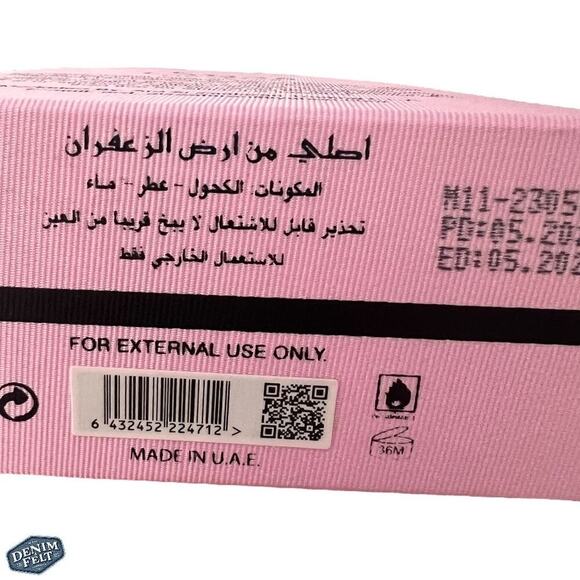 اصلي من ارض الزعفران
المكونات: الكحول - عطر - ماء
تحذير قابل للاشتعال لا يبخ قريبا من العين
للاستعمال الخارجي فقط
M11-2305
PD:05.202
ED:05.202
FOR EXTERNAL USE ONLY.
6 432452 224712 >
MADE IN U.A.E.
36M
DENIM
FELT